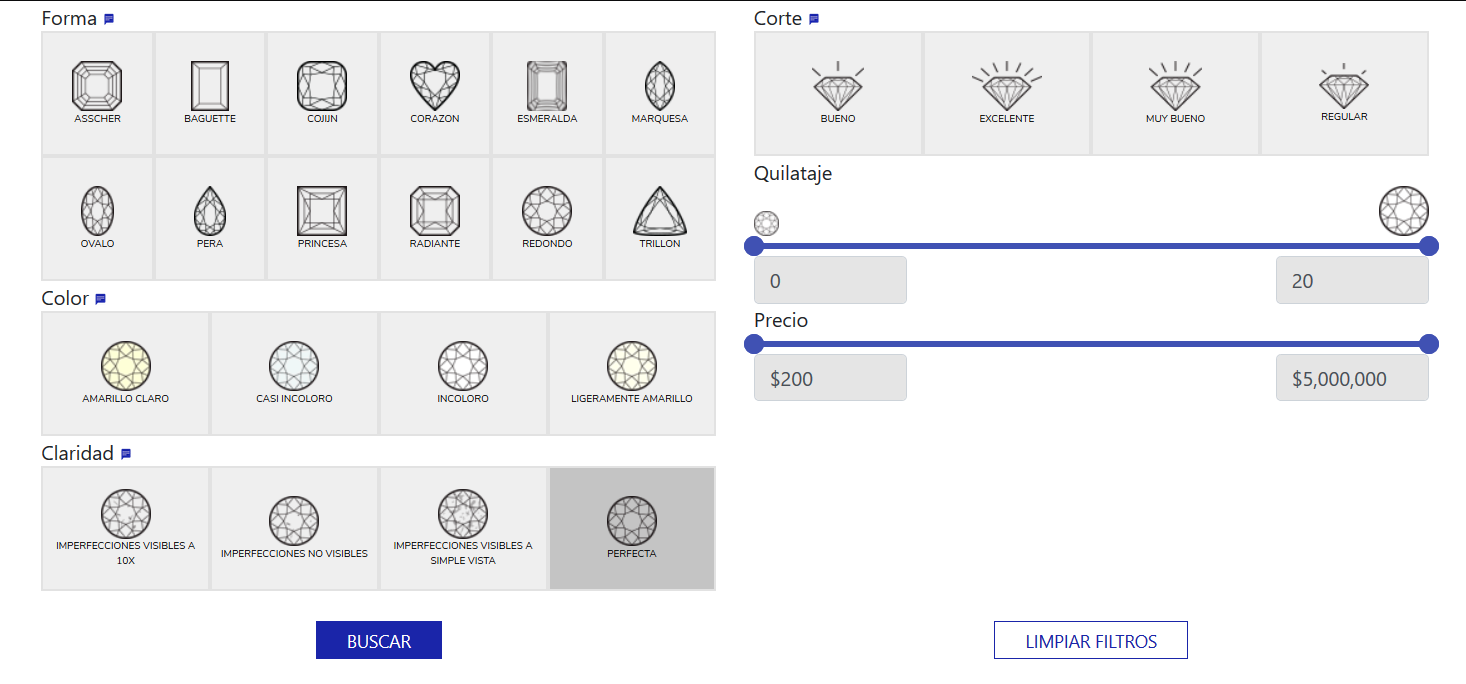 Forma
ASSCHER
BAGUETTE
COJIJN
CORAZON
ESMERALDA
MARQUESA
OVALO
PERA
PRINCESA
RADIANTE
REDONDO
TRILLON
Color
AMARILLO CLARO
CASI INCOLORO
INCOLORO
LIGERAMENTE AMARILLO
Claridad
IMPERFECCIONES VISIBLES A
10X
IMPERFECCIONES NO VISIBLES
IMPERFECCIONES VISIBLES A
SIMPLE VISTA
PERFECTA
BUSCAR
Corte
BUENO
EXCELENTE
MUY BUENO
REGULAR
Quilataje
0
20
Precio
$200
$5,000,000
LIMPIAR FILTROS